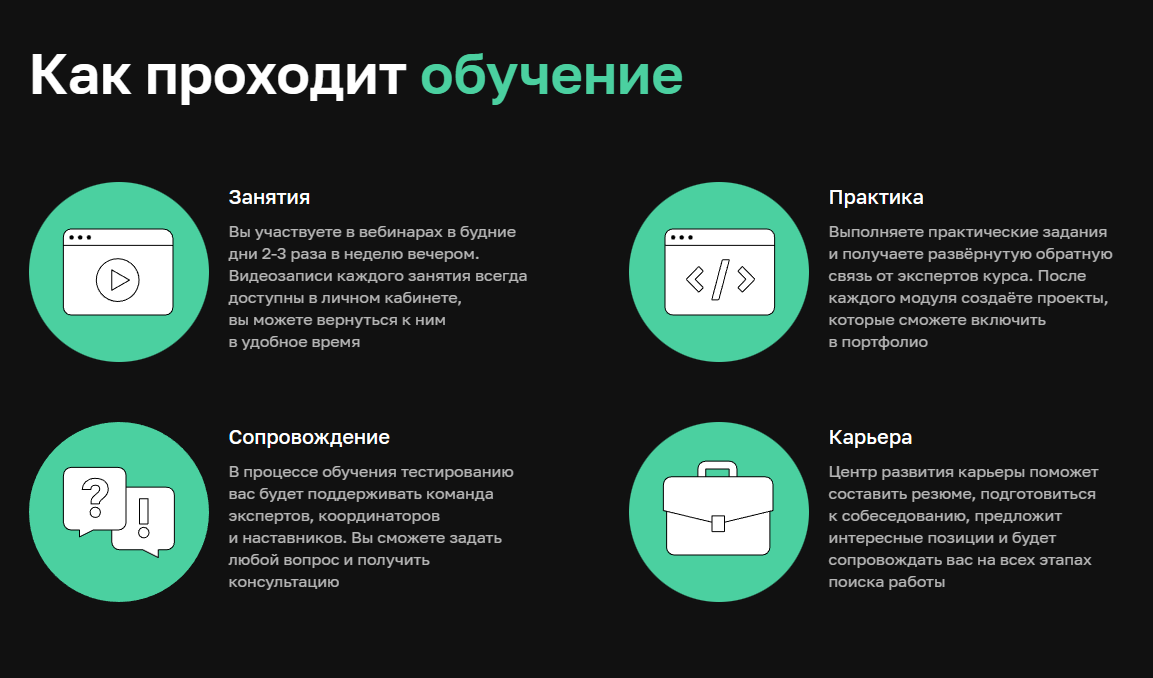 Как проходит обучение
Занятия
Вы участвуете в вебинарах в будние
дни 2-3 раза в неделю вечером.
Видеозаписи каждого занятия всегда
доступны в личном кабинете,
вы можете вернуться к ним
в удобное время
Практика
Выполняете практические задания
и получаете развёрнутую обратную
связь от экспертов курса. После
каждого модуля создаёте проекты,
которые сможете включить
в портфолио
Сопровождение
В процессе обучения тестированию
вас будет поддерживать команда
экспертов, координаторов
и наставников. Вы сможете задать
любой вопрос и получить
консультацию
Карьера
Центр развития карьеры поможет
составить резюме, подготовиться
к собеседованию, предложит
интересные позиции и будет
сопровождать вас на всех этапах
поиска работы